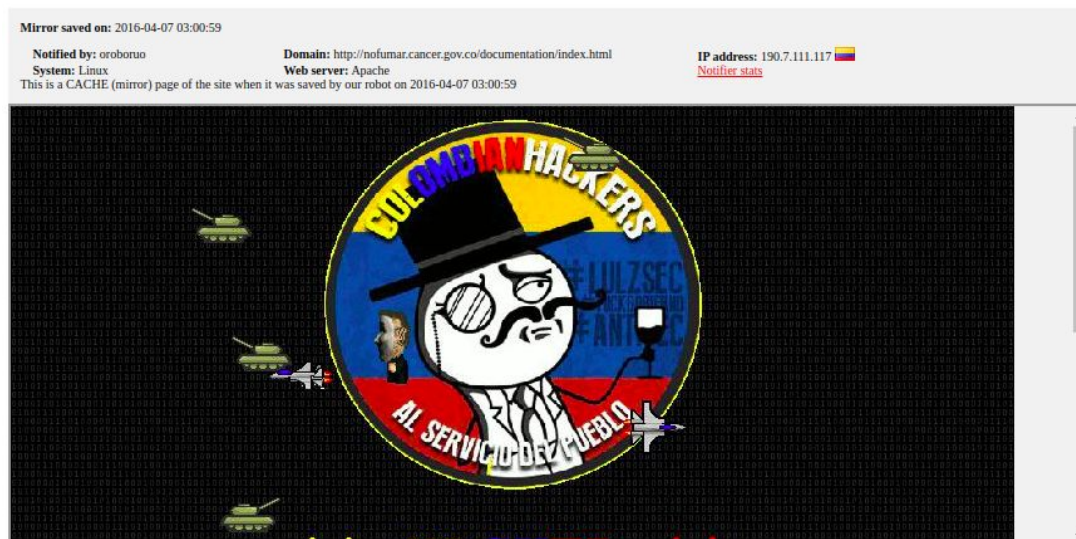 Mirror saved on: 2016-04-07 03:00:59
Notified by: oroboruo Domain: http://nofumar.cancer.gov.co/documentation/index.html IP address: 190.7.111.117
System: Linux Web server: Apache Notifier stats
This is a CACHE (mirror) page of the site when it was saved by our robot on 2016-04-07 03:00:59
COLOMBIANHACKERS
#LULZSEC
AL SERVICIO DEL PUEBLO